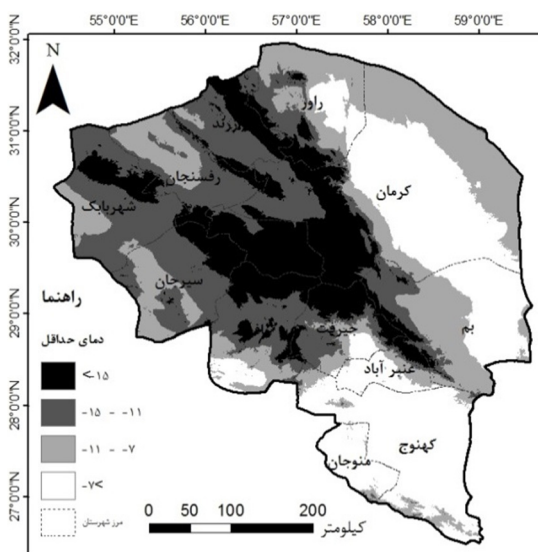 55°0'0"E 56°0'0"E 57°0'0"E 58°0'0"E 59°0'0"E
32°0'0"N
N
راور
زرند
31°0'0"N
رفسنجان
کرمان
شهربابک
30°0'0"N
سیرجان
راهنما
29°0'0"N
بافت
جیرفت
بم
دمای حداقل
عنبر آباد
<-۱۵
28°0'0"N
-۱۵ - -۱۱
کهنوج
-۱۱ - -۷
منوجان
27°0'0"N
-۷>
مرز شهرستان
0 50 100 200
کیلومتر